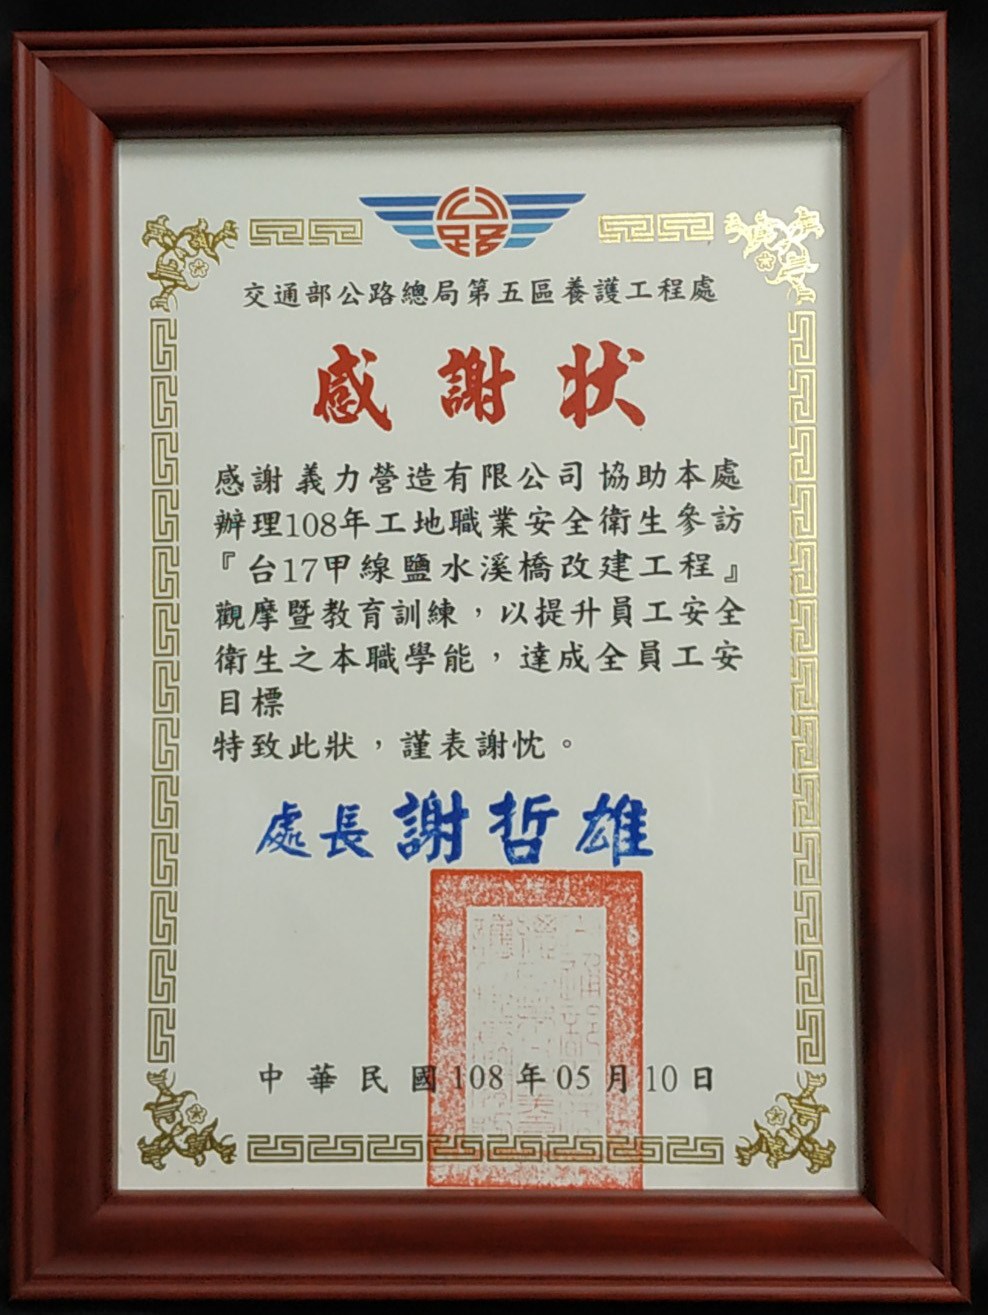 交通部公路總局第五區養護工程處
感謝狀
感謝義力營造有限公司協助本處
辦理108年工地職業安全衛生參訪
『台17甲線鹽水溪橋改建工程』
觀摩暨教育訓練，以提升員工安全
衛生之本職學能，達成全員工安
目標
特致此狀，謹表謝忱。
處長謝哲雄
中華民國108年05月10日